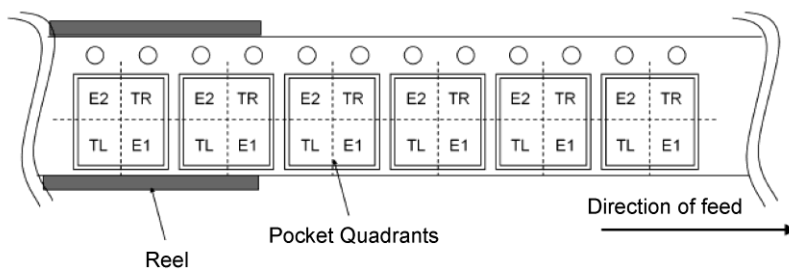 E2 TR E2 TR E2 TR E2 TR E2 TR E2 TR
TL E1 TL E1 TL E1 TL E1 TL E1 TL E1
Direction of feed
Pocket Quadrants
Reel